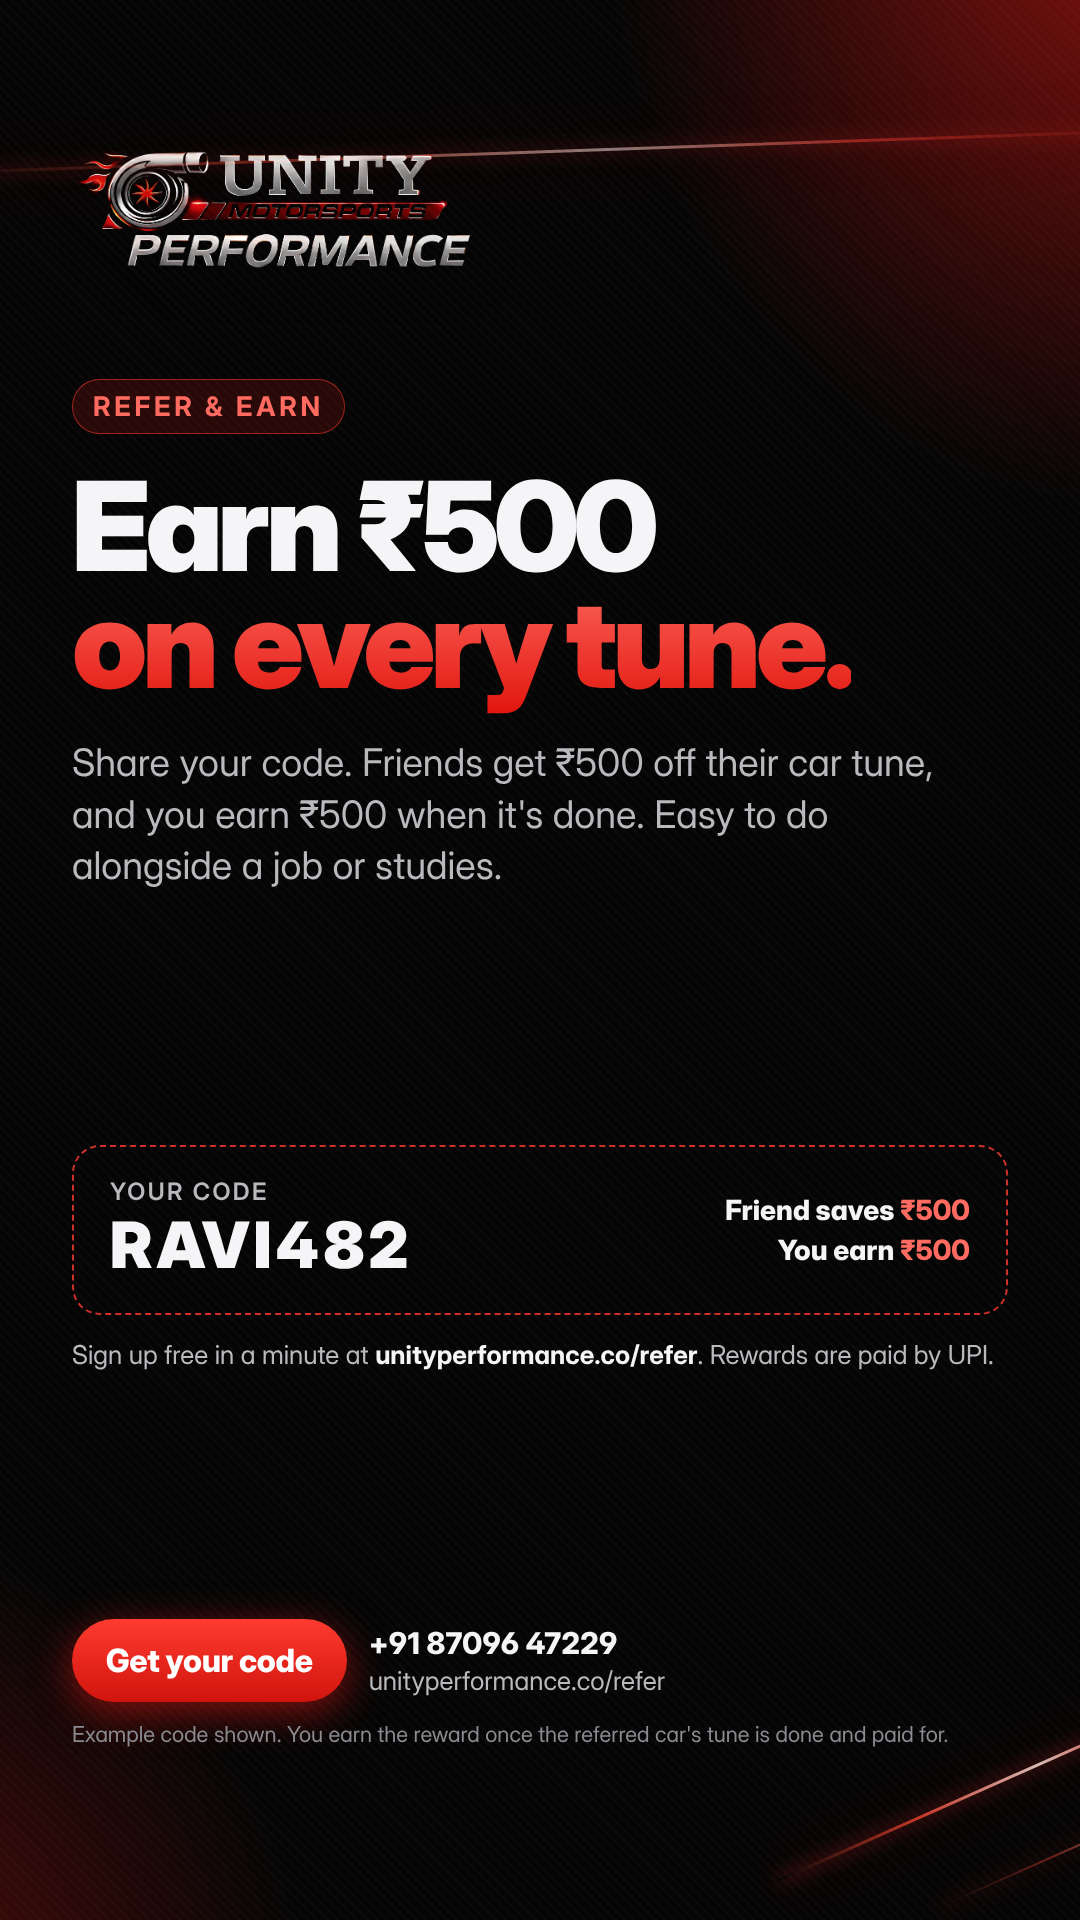 UNITY
MOTORSPORTS
PERFORMANCE
REFER & EARN
Earn ₹500
on every tune.
Share your code. Friends get ₹500 off their car tune,
and you earn ₹500 when it's done. Easy to do
alongside a job or studies.
YOUR CODE
RAVI482
Friend saves ₹500
You earn ₹500
Sign up free in a minute at unityperformance.co/refer. Rewards are paid by UPI.
Get your code
+91 87096 47229
unityperformance.co/refer
Example code shown. You earn the reward once the referred car's tune is done and paid for.